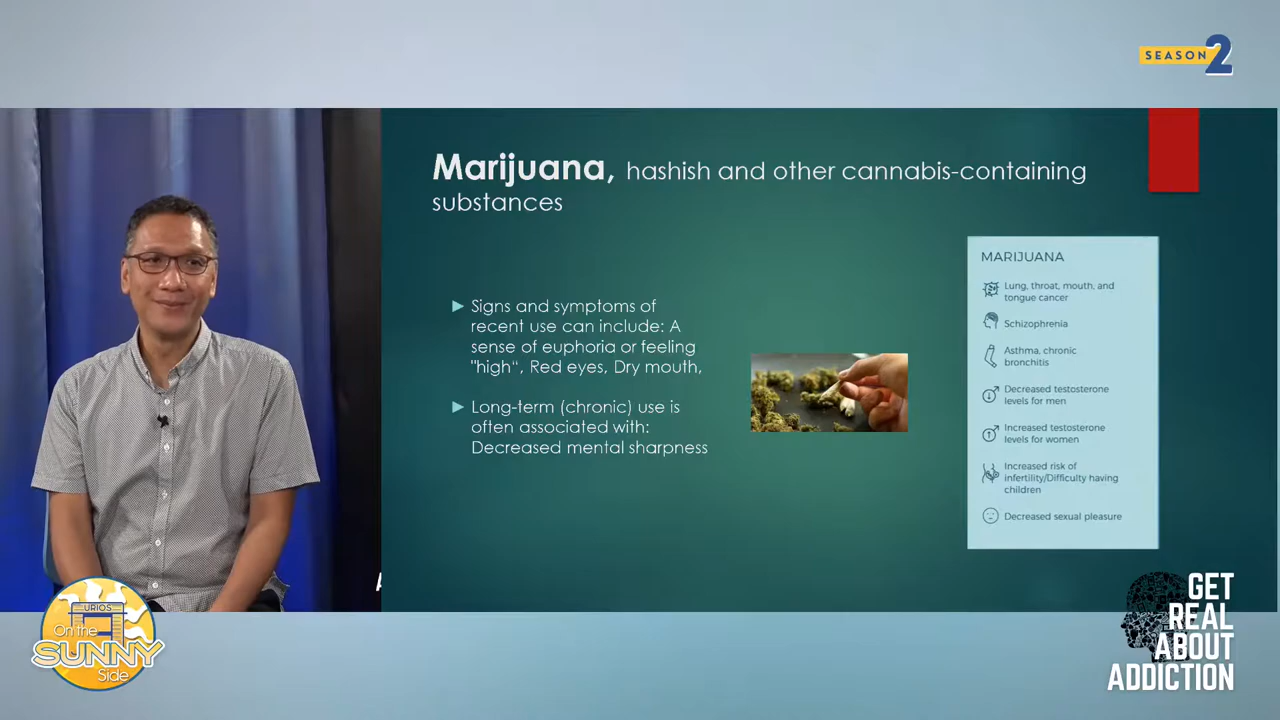 SEASON 2
Marijuana, hashish and other cannabis-containing
substances
► Signs and symptoms of
recent use can include: A
sense of euphoria or feeling
"high", Red eyes, Dry mouth,
► Long-term (chronic) use is
often associated with:
Decreased mental sharpness
MARIJUANA
Lung, throat, mouth, and
tongue cancer
Schizophrenia
Asthma, chronic
bronchitis
Decreased testosterone
levels for men
Increased testosterone
levels for women
Increased risk of
infertility/Difficulty having
children
Decreased sexual pleasure
A
URIOS
On the
SUNNY
Side
GET
REAL
ABOUT
ADDICTION